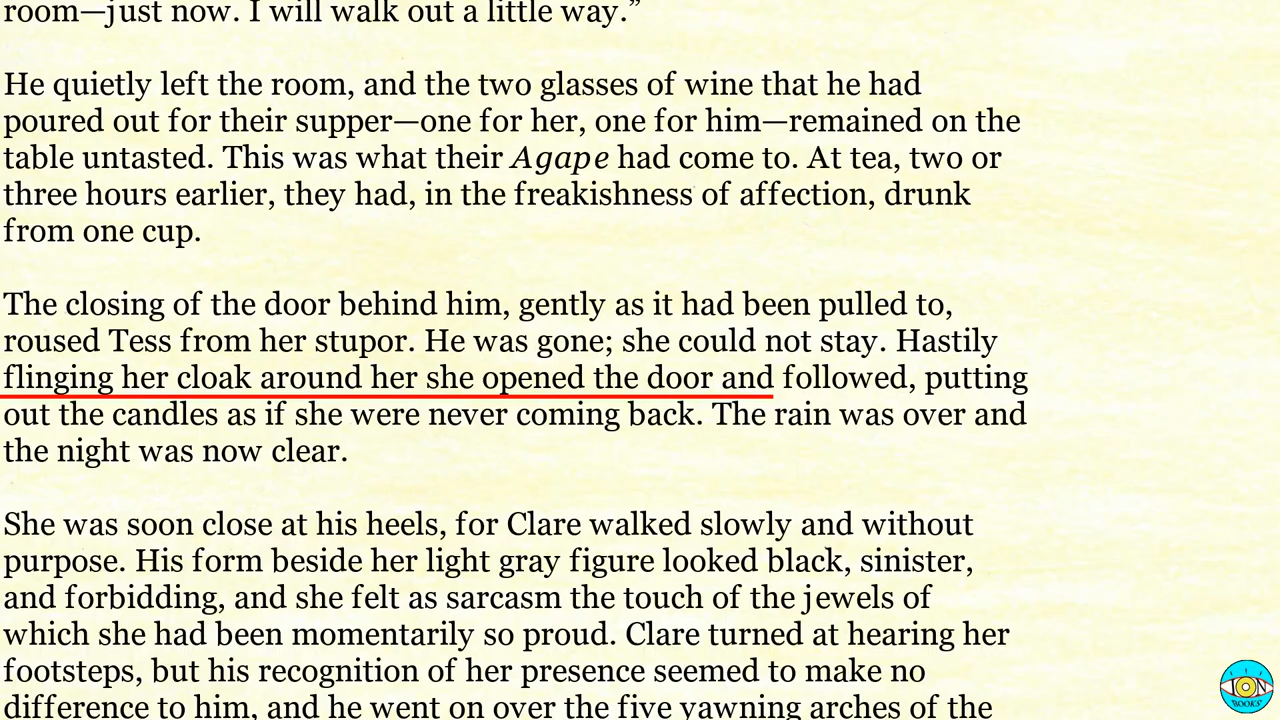 room—just now. I will walk out a little way.”
He quietly left the room, and the two glasses of wine that he had
poured out for their supper—one for her, one for him—remained on the
table untasted. This was what their Agape had come to. At tea, two or
three hours earlier, they had, in the freakishness of affection, drunk
from one cup.
The closing of the door behind him, gently as it had been pulled to,
roused Tess from her stupor. He was gone; she could not stay. Hastily
flinging her cloak around her she opened the door and followed, putting
out the candles as if she were never coming back. The rain was over and
the night was now clear.
She was soon close at his heels, for Clare walked slowly and without
purpose. His form beside her light gray figure looked black, sinister,
and forbidding, and she felt as sarcasm the touch of the jewels of
which she had been momentarily so proud. Clare turned at hearing her
footsteps, but his recognition of her presence seemed to make no
difference to him, and he went on over the five yawning arches of the
ION
BOOKS